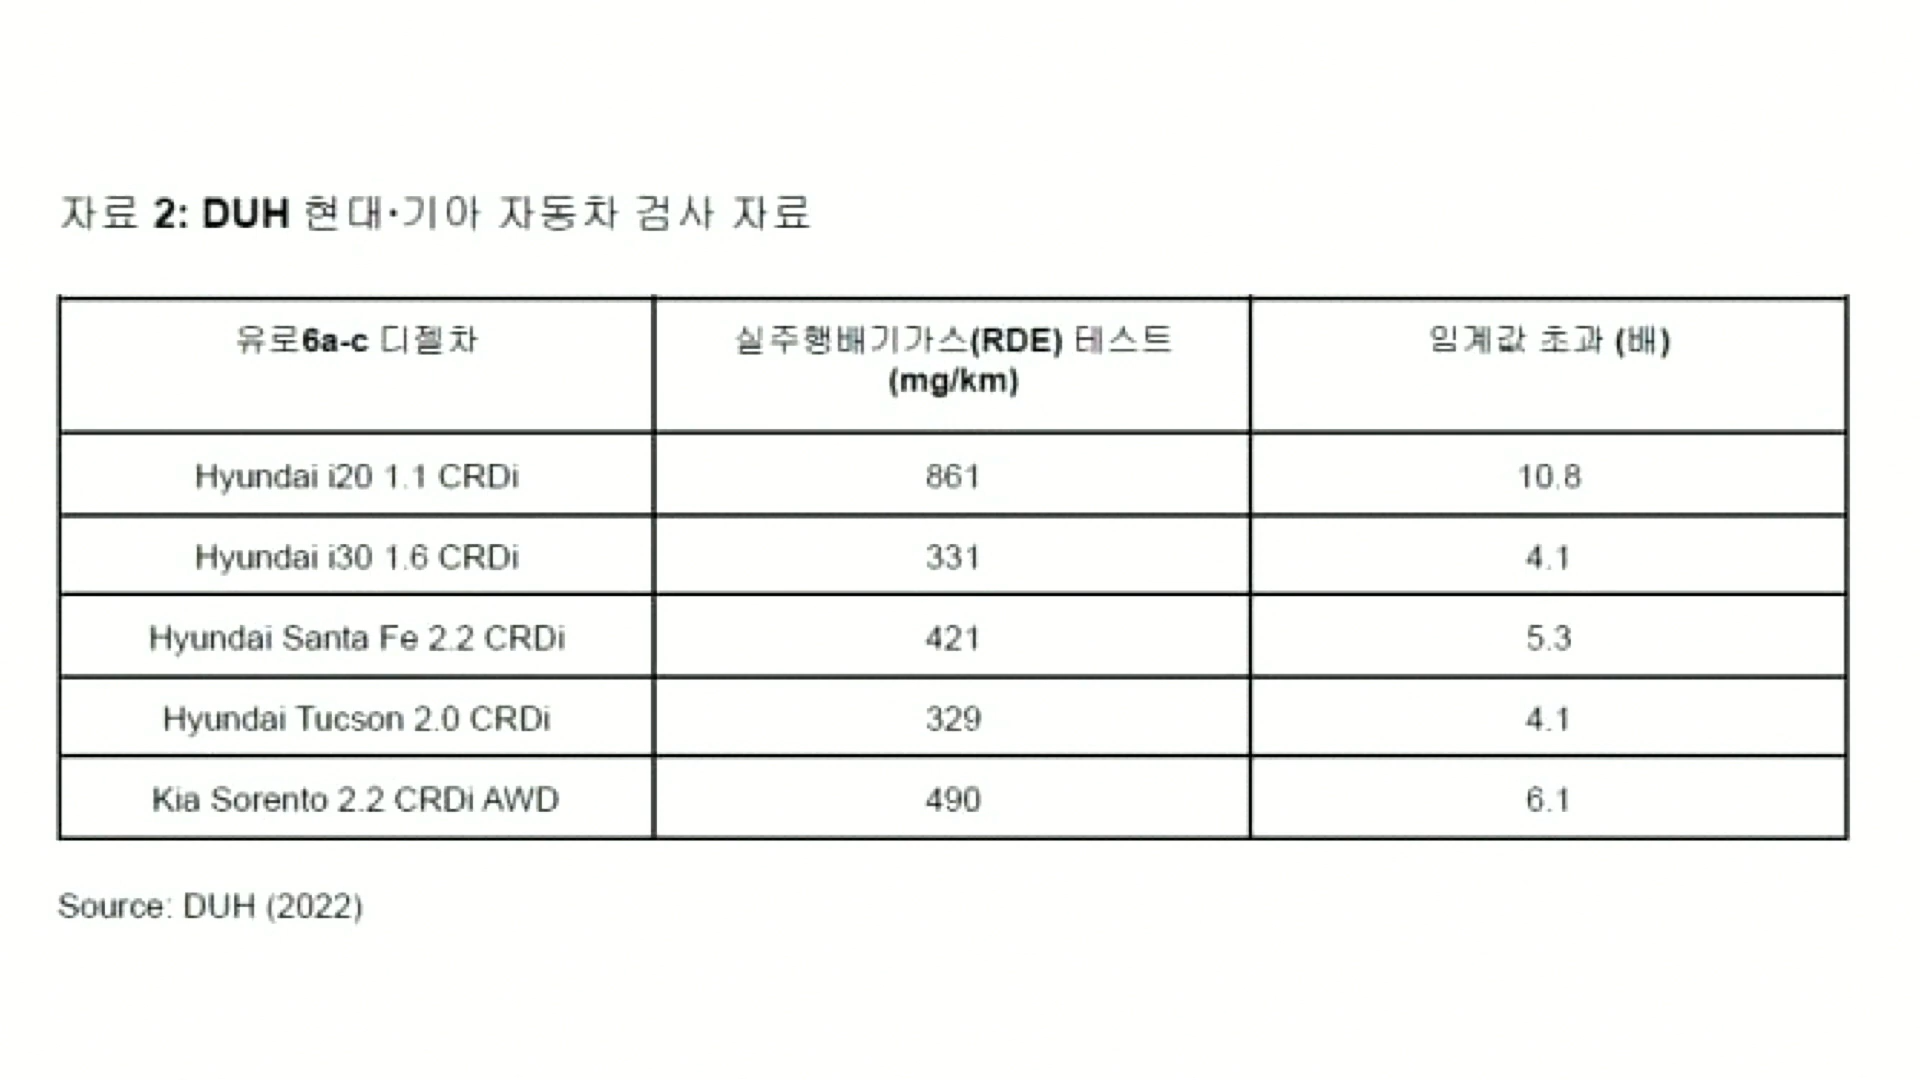 자료 2: DUH 현대·기아 자동차 검사 자료
유로6a-c 디젤차
실주행배기가스(RDE) 테스트
(mg/km)
임계값 초과 (배)
Hyundai i20 1.1 CRDi
861
10.8
Hyundai i30 1.6 CRDi
331
4.1
Hyundai Santa Fe 2.2 CRDi
421
5.3
Hyundai Tucson 2.0 CRDi
329
4.1
Kia Sorento 2.2 CRDi AWD
490
6.1
Source: DUH (2022)